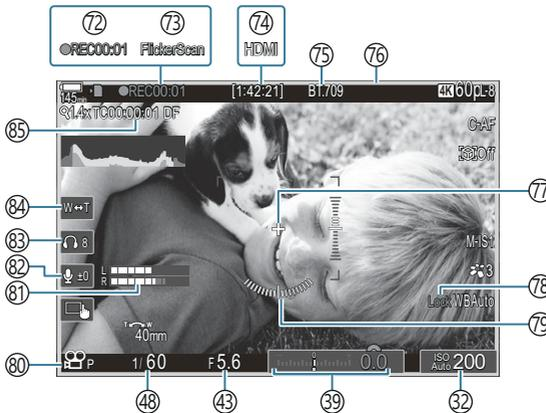 72 73 74
●REC00:01 FlickerScan HDMI
75 76
145min ●REC00:01 [1:42:21] BT.709 4K 60p L-8
85 1.4x TC00:00:01 DF C-AF
Off
77
84 W↔T
83 8 M-IS1
82 ±0 L 3
81 R 78
Lock WBAuto
79
T W
40mm
80 P 1/60 F5.6 0 0.0 ISO Auto 200
48 43 39 32